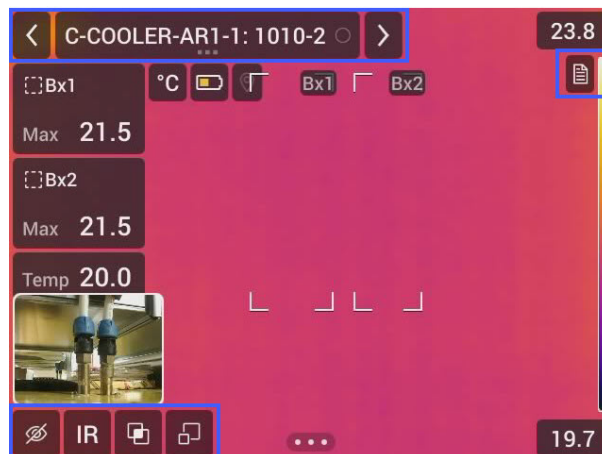 C-COOLER-AR1-1: 1010-2
23.8
Bx1
°C
Bx1
Bx2
Max 21.5
Bx2
Max 21.5
Temp 20.0
IR
19.7